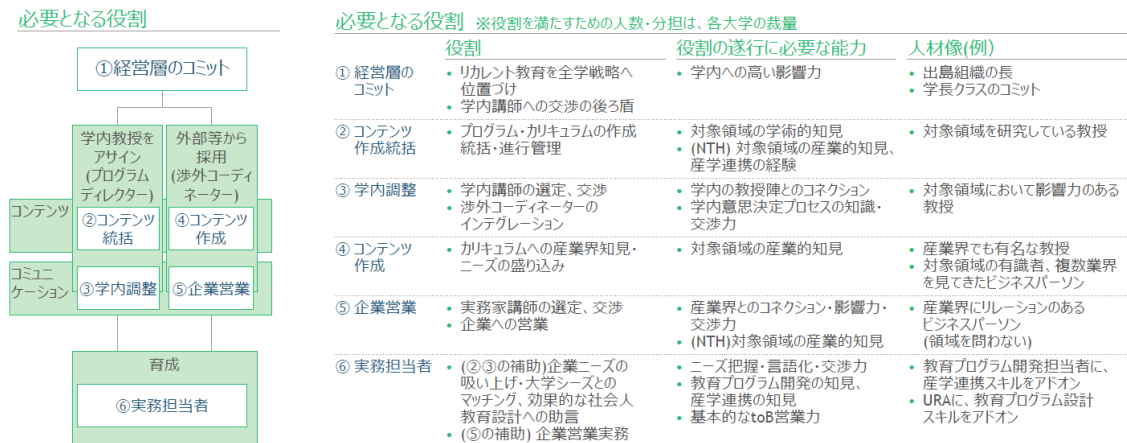 必要となる役割
①経営層のコミット
学内教授を
アサイン
(プログラム
ディレクター)
外部等から
採用
(渉外コーディ
ネーター)
コンテンツ
②コンテンツ
統括
④コンテンツ
作成
コミュニ
ケーション
③学内調整
⑤企業営業
育成
⑥実務担当者
必要となる役割 ※役割を満たすための人数・分担は、各大学の裁量
役割
役割の遂行に必要な能力
人材像(例)
① 経営層の
コミット
• リカレント教育を全学戦略へ
位置づけ
• 学内講師への交渉の後ろ盾
• 学内への高い影響力
• 出島組織の長
• 学長クラスのコミット
② コンテンツ
作成統括
• プログラム・カリキュラムの作成
統括・進行管理
• 対象領域の学術的知見
• (NTH) 対象領域の産業的知見、
産学連携の経験
• 対象領域を研究している教授
③ 学内調整
• 学内講師の選定、交渉
• 渉外コーディネーターの
インテグレーション
• 学内の教授陣とのコネクション
• 学内意思決定プロセスの知識・
交渉力
• 対象領域において影響力のある
教授
④ コンテンツ
作成
• カリキュラムへの産業界知見・
ニーズの盛り込み
• 対象領域の産業的知見
• 産業界でも有名な教授
• 対象領域の有識者、複数業界
を見てきたビジネスパーソン
⑤ 企業営業
• 実務家講師の選定、交渉
• 企業への営業
• 産業界とのコネクション・影響力・
交渉力
• (NTH)対象領域の産業的知見
• 産業界にリレーションのある
ビジネスパーソン
(領域を問わない)
⑥ 実務担当者
• (②③の補助)企業ニーズの
吸い上げ・大学シーズとの
マッチング、効果的な社会人
教育設計への助言
• (⑤の補助) 企業営業実務
• ニーズ把握・言語化・交渉力
• 教育プログラム開発の知見、
産学連携の知見
• 基本的なtoB営業力
• 教育プログラム開発担当者に、
産学連携スキルをアドオン
• URAに、教育プログラム設計
スキルをアドオン